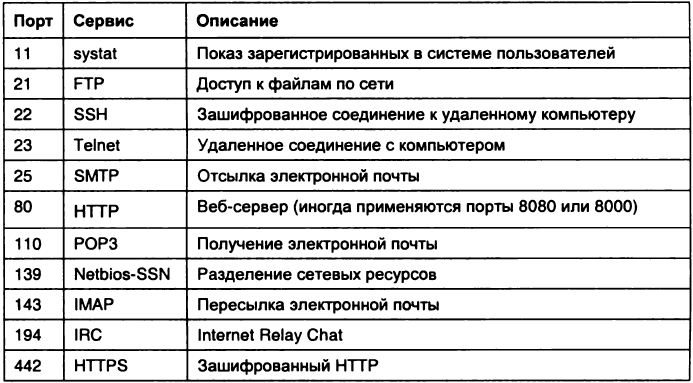 Порт Сервис Описание
11 systat Показ зарегистрированных в системе пользователей
21 FTP Доступ к файлам по сети
22 SSH Зашифрованное соединение к удаленному компьютеру
23 Telnet Удаленное соединение с компьютером
25 SMTP Отсылка электронной почты
80 HTTP Веб-сервер (иногда применяются порты 8080 или 8000)
110 POP3 Получение электронной почты
139 Netbios-SSN Разделение сетевых ресурсов
143 IMAP Пересылка электронной почты
194 IRC Internet Relay Chat
442 HTTPS Зашифрованный HTTP